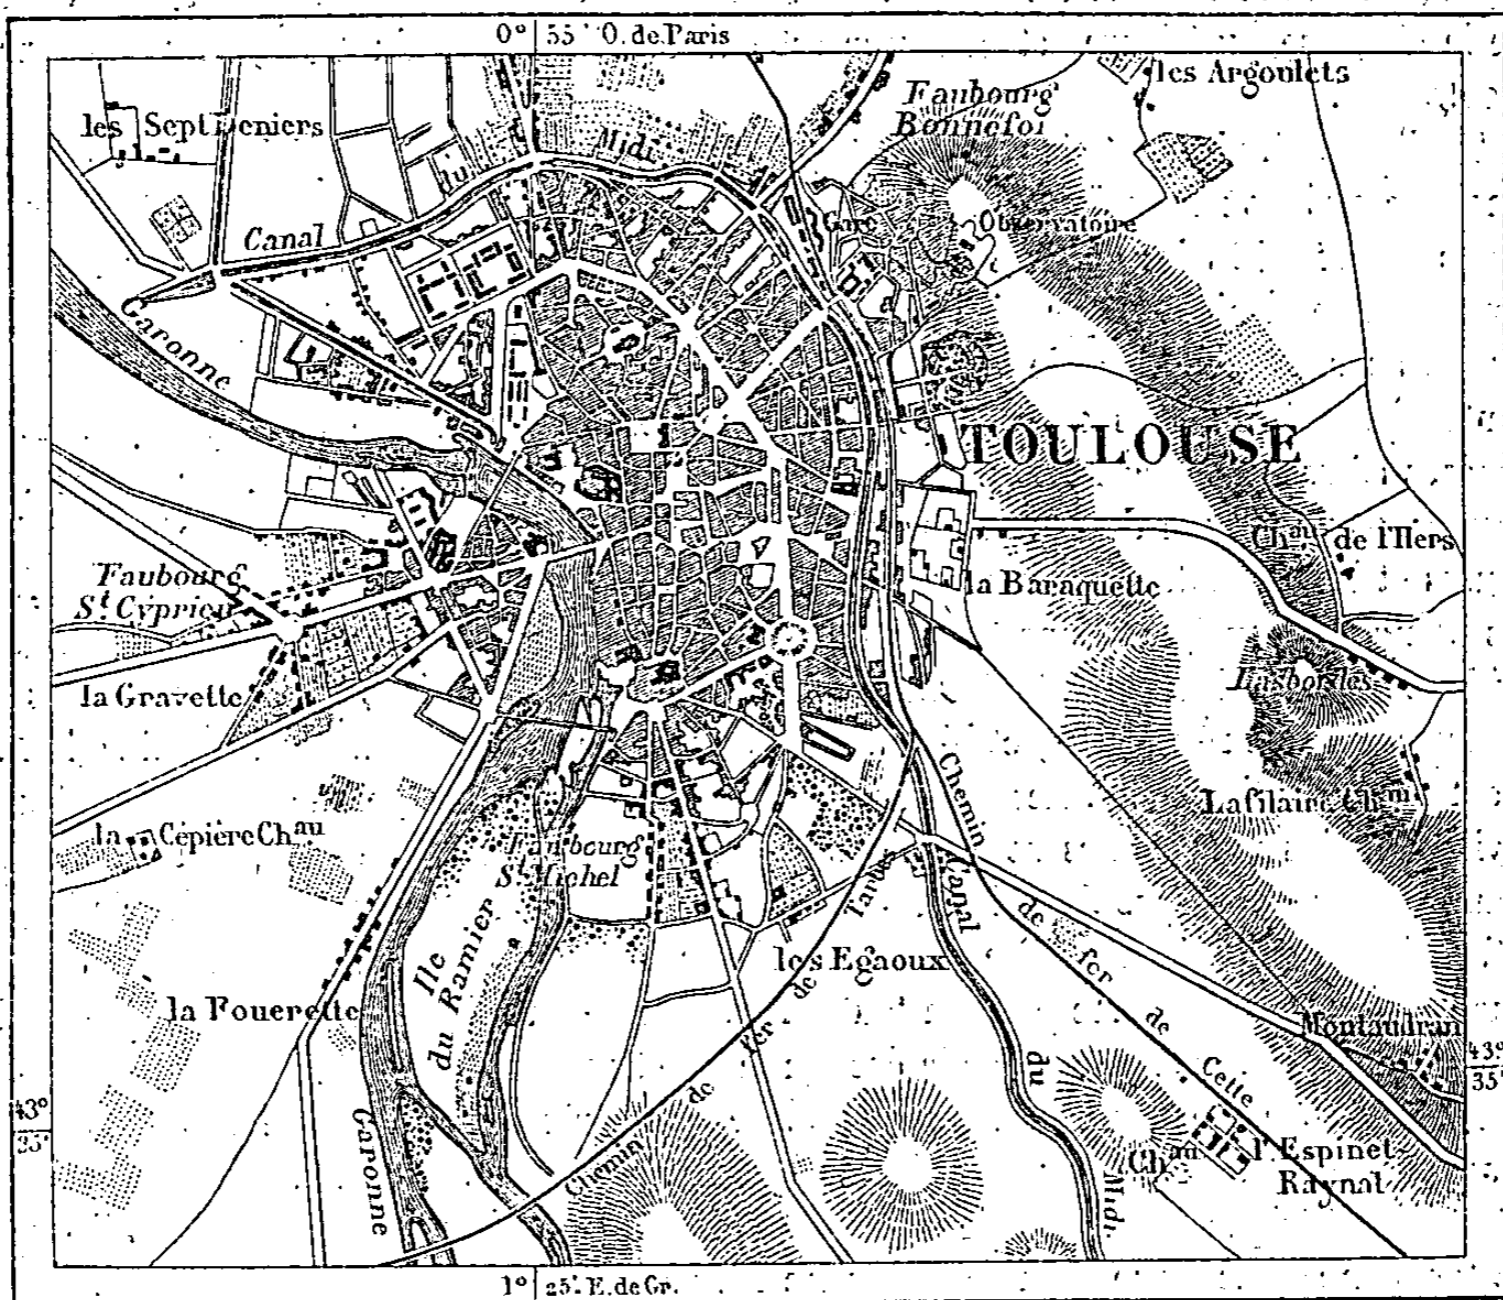 0° 55' O. de Paris
les Argoulets
Faubourg
Bonnefoi
les Sept Deniers
Midi
du
Gare
Observatoire
Canal
Garonne
TOULOUSE
Chau de l'Hers
Faubourg
St. Cyprien
la Baraquette
la Gravette
Lasbordes
Chemin
Lafilaire Chau
la Cépière Chau
Faubourg
St. Michel
Tarbes
Canal
de
fer
Ile
du Ramier
les Egaoux
de
la Fouerette
fer
de
Montaudran
43°
35'
du
Cette
de
43°
35'
Garonne
Chemin
Chau l'Espinet
Raynal
Midi
1° 25' E. de Gr.